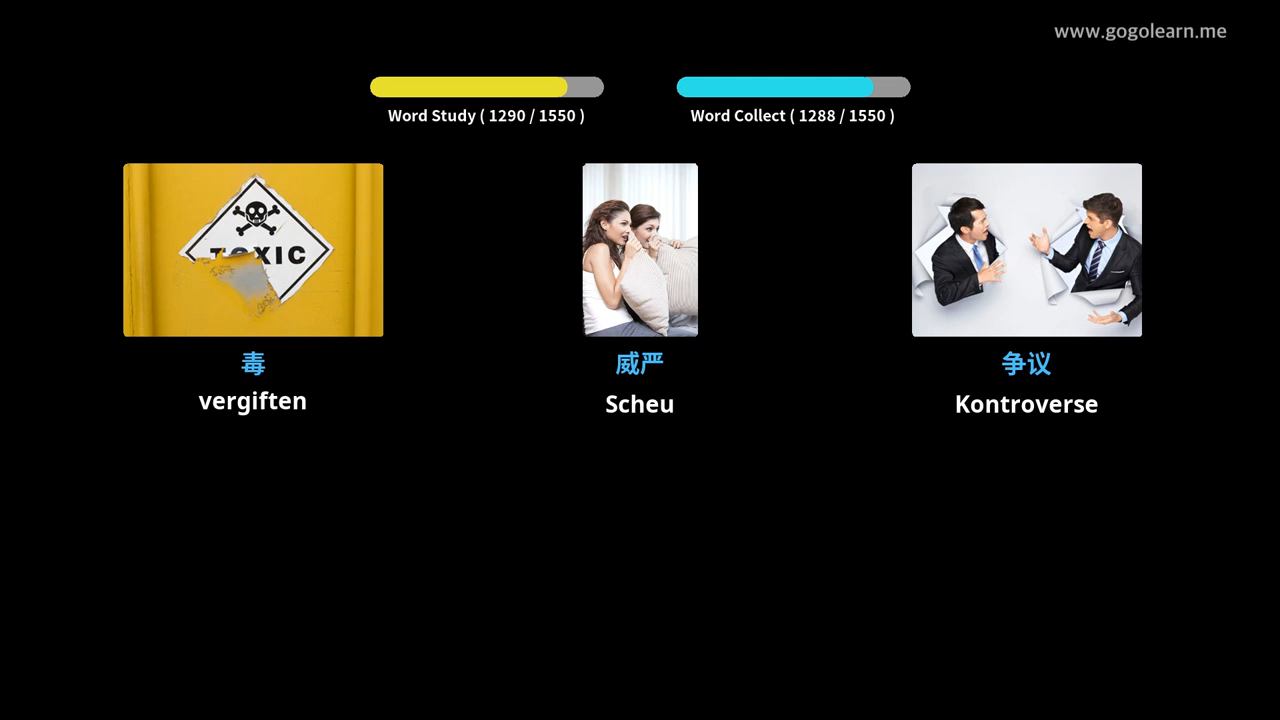 www.gogolearn.me
Word Study ( 1290 / 1550 )
Word Collect ( 1288 / 1550 )
TOXIC
毒
威严
争议
vergiften
Scheu
Kontroverse